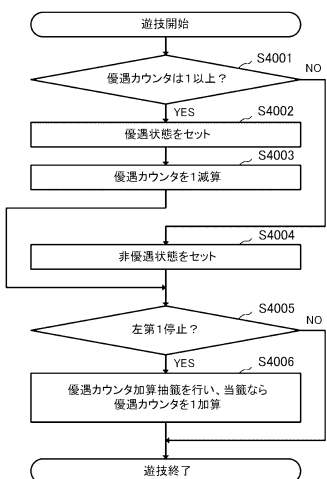 遊技開始
S4001
優遇カウンタは1以上？
NO
YES
S4002
優遇状態をセット
S4003
優遇カウンタを1減算
S4004
非優遇状態をセット
S4005
左第1停止？
NO
YES
S4006
優遇カウンタ加算抽籤を行い、当籤なら
優遇カウンタを1加算
遊技終了